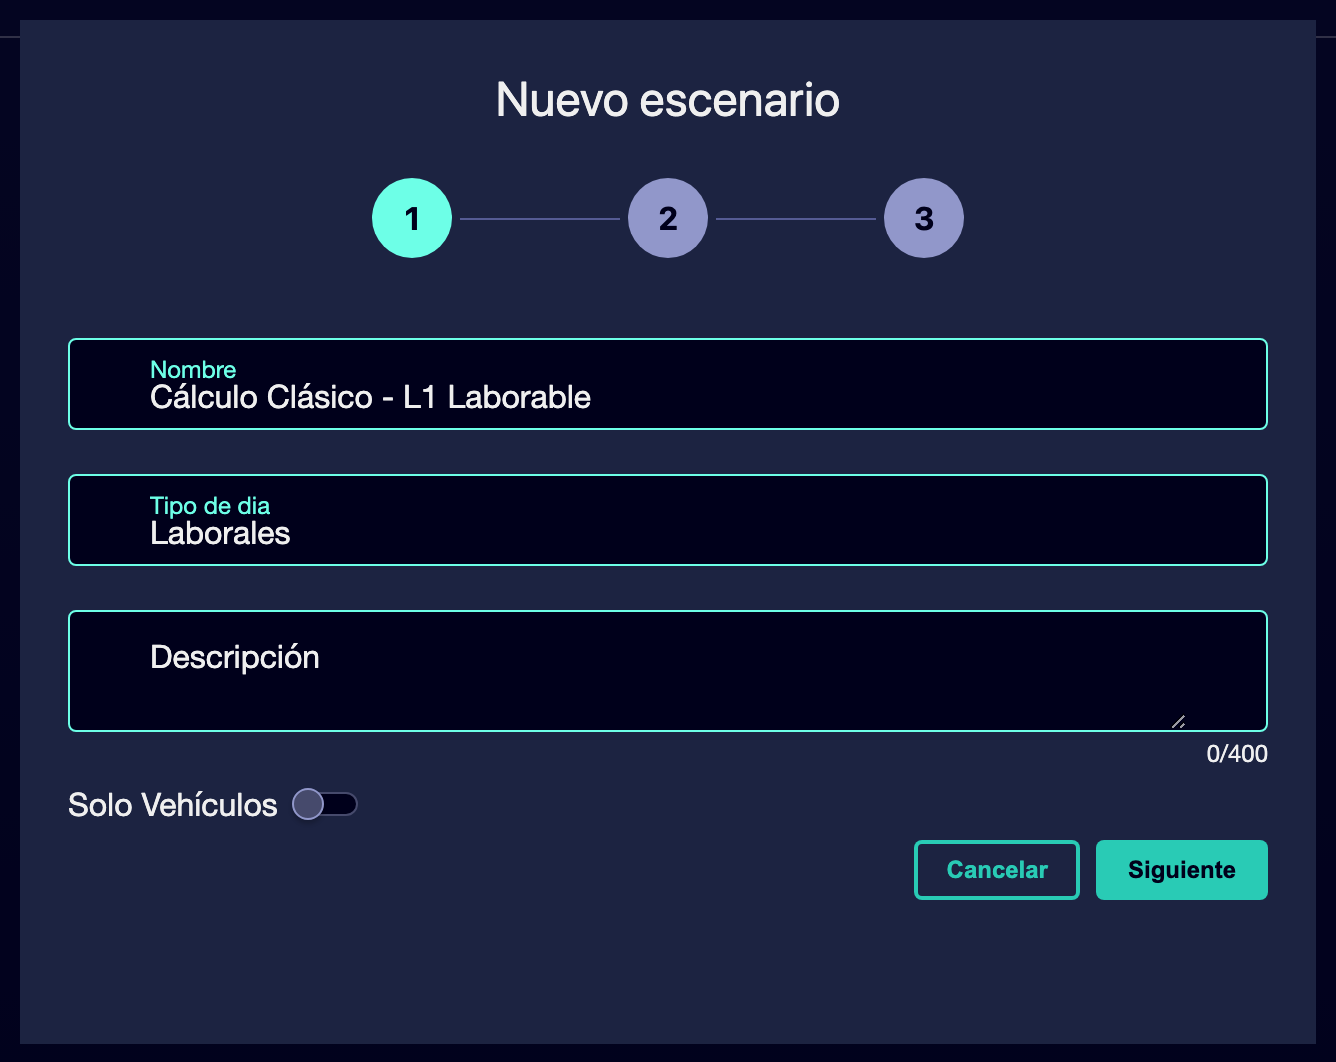 Nuevo escenario
1 2 3
Nombre
Cálculo Clásico - L1 Laborable
Tipo de dia
Laborales
Descripción
0/400
Solo Vehículos
Cancelar Siguiente